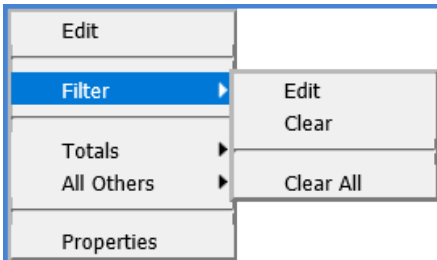 Edit
Filter
Totals
All Others
Properties
Edit
Clear
Clear All